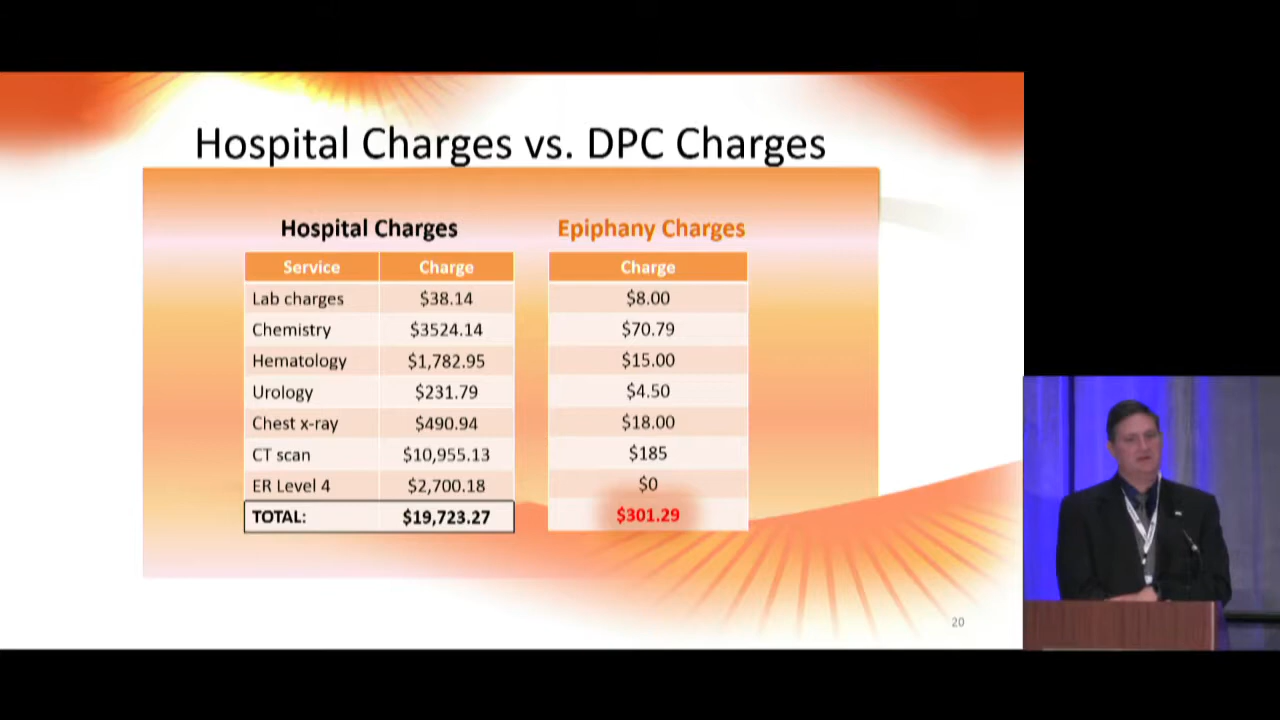 Hospital Charges vs. DPC Charges
Hospital Charges Epiphany Charges
Service Charge Charge
Lab charges $38.14 $8.00
Chemistry $3524.14 $70.79
Hematology $1,782.95 $15.00
Urology $231.79 $4.50
Chest x-ray $490.94 $18.00
CT scan $10,955.13 $185
ER Level 4 $2,700.18 $0
TOTAL: $19,723.27 $301.29
20